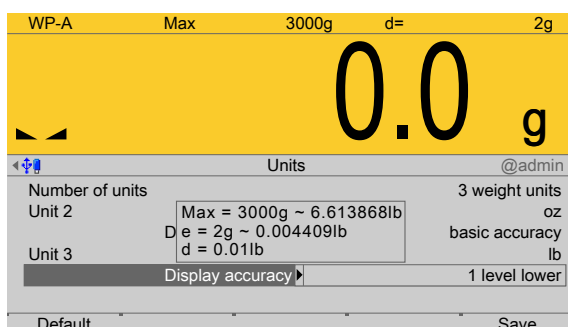 WP-A Max 3000g d= 2g
0.0 g
Units @admin
Number of units 3 weight units
Unit 2 oz
Max = 3000g ~ 6.613868lb
D basic accuracy
e = 2g ~ 0.004409lb
d = 0.01lb
Unit 3 lb
Display accuracy 1 level lower
Default Save